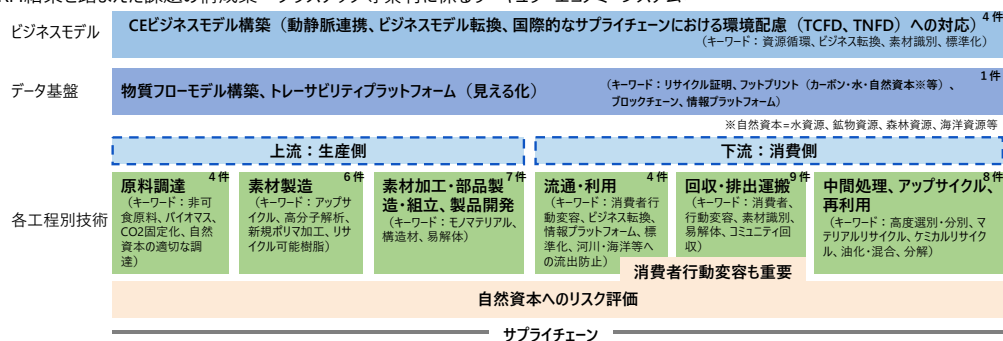 ビジネスモデル
CEビジネスモデル構築(動静脈連携、ビジネスモデル転換、国際的なサプライチェーンにおける環境配慮(TCFD、TNFD)への対応)
4件
(キーワード:資源循環、ビジネス転換、素材識別、標準化)
データ基盤
物質フローモデル構築、トレーサビリティプラットフォーム(見える化)
(キーワード:リサイクル証明、フットプリント(カーボン・水・自然資本※等)、
ブロックチェーン、情報プラットフォーム)
1件
※自然資本=水資源、鉱物資源、森林資源、海洋資源等
上流:生産側
下流:消費側
各工程別技術
原料調達
4件
(キーワード:非可
食原料、バイオマス、
CO2固定化、自然
資本の適切な調
達)
素材製造
6件
(キーワード:アップサ
イクル、高分子解析、
新規ポリマ加工、リサ
イクル可能樹脂)
素材加工・部品製
造・組立、製品開発
7件
(キーワード:モノマテリアル、
構造材、易解体)
流通・利用
4件
(キーワード:消費者行
動変容、ビジネス転換、
情報プラットフォーム、標
準化、河川・海洋等へ
の流出防止)
回収・排出運搬
9件
(キーワード:消費者、
行動変容、素材識別、
易解体、コミュニティ回
収)
中間処理、アップサイクル、
再利用
8件
(キーワード:高度選別・分別、マ
テリアルリサイクル、ケミカルリサイク
ル、油化・混合、分解)
消費者行動変容も重要
自然資本へのリスク評価
サプライチェーン